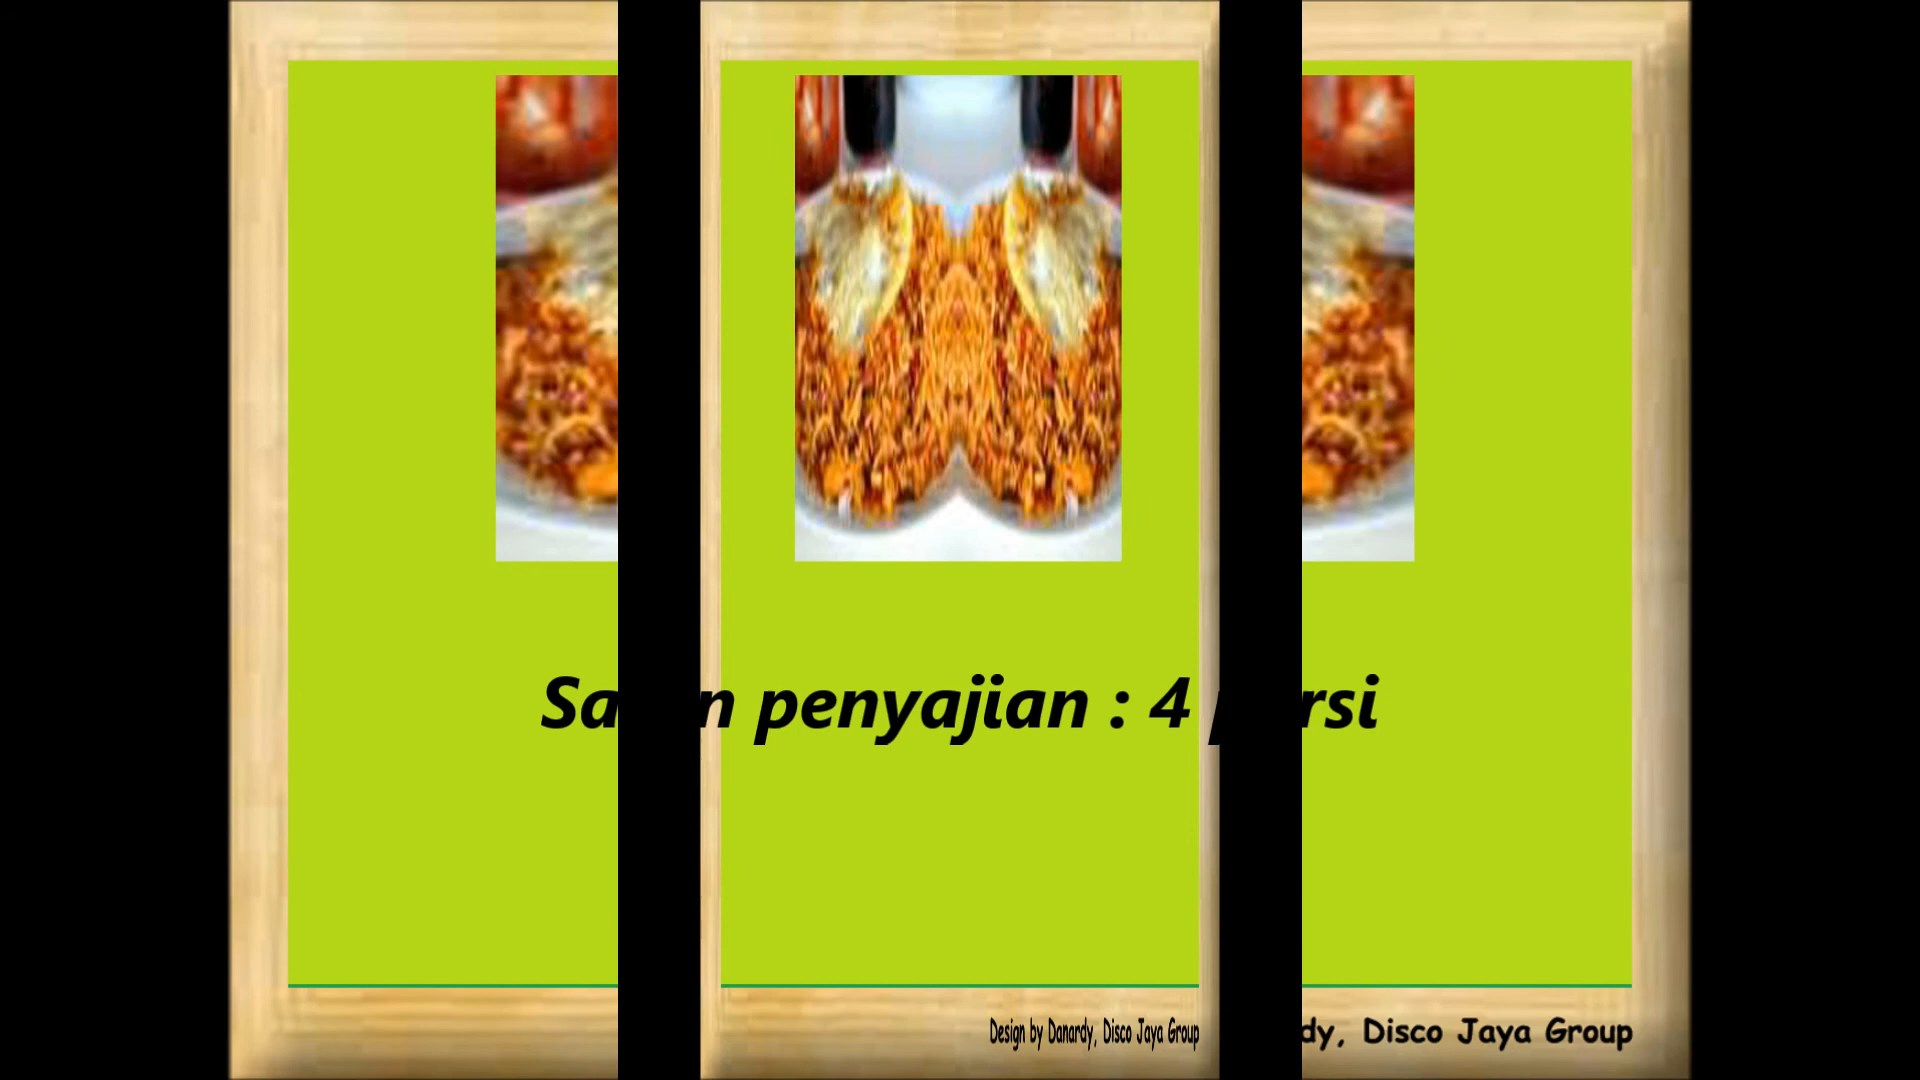 penyajian : 4
Design by Danardy, Disco Jaya Group
dy, Disco Jaya Group